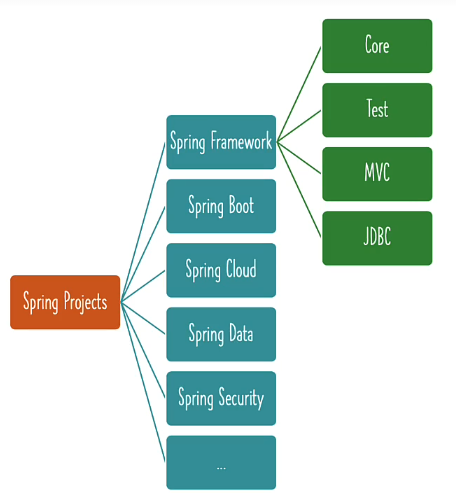 Core
Test
MVC
JDBC
Spring Framework
Spring Boot
Spring Cloud
Spring Data
Spring Security
...
Spring Projects